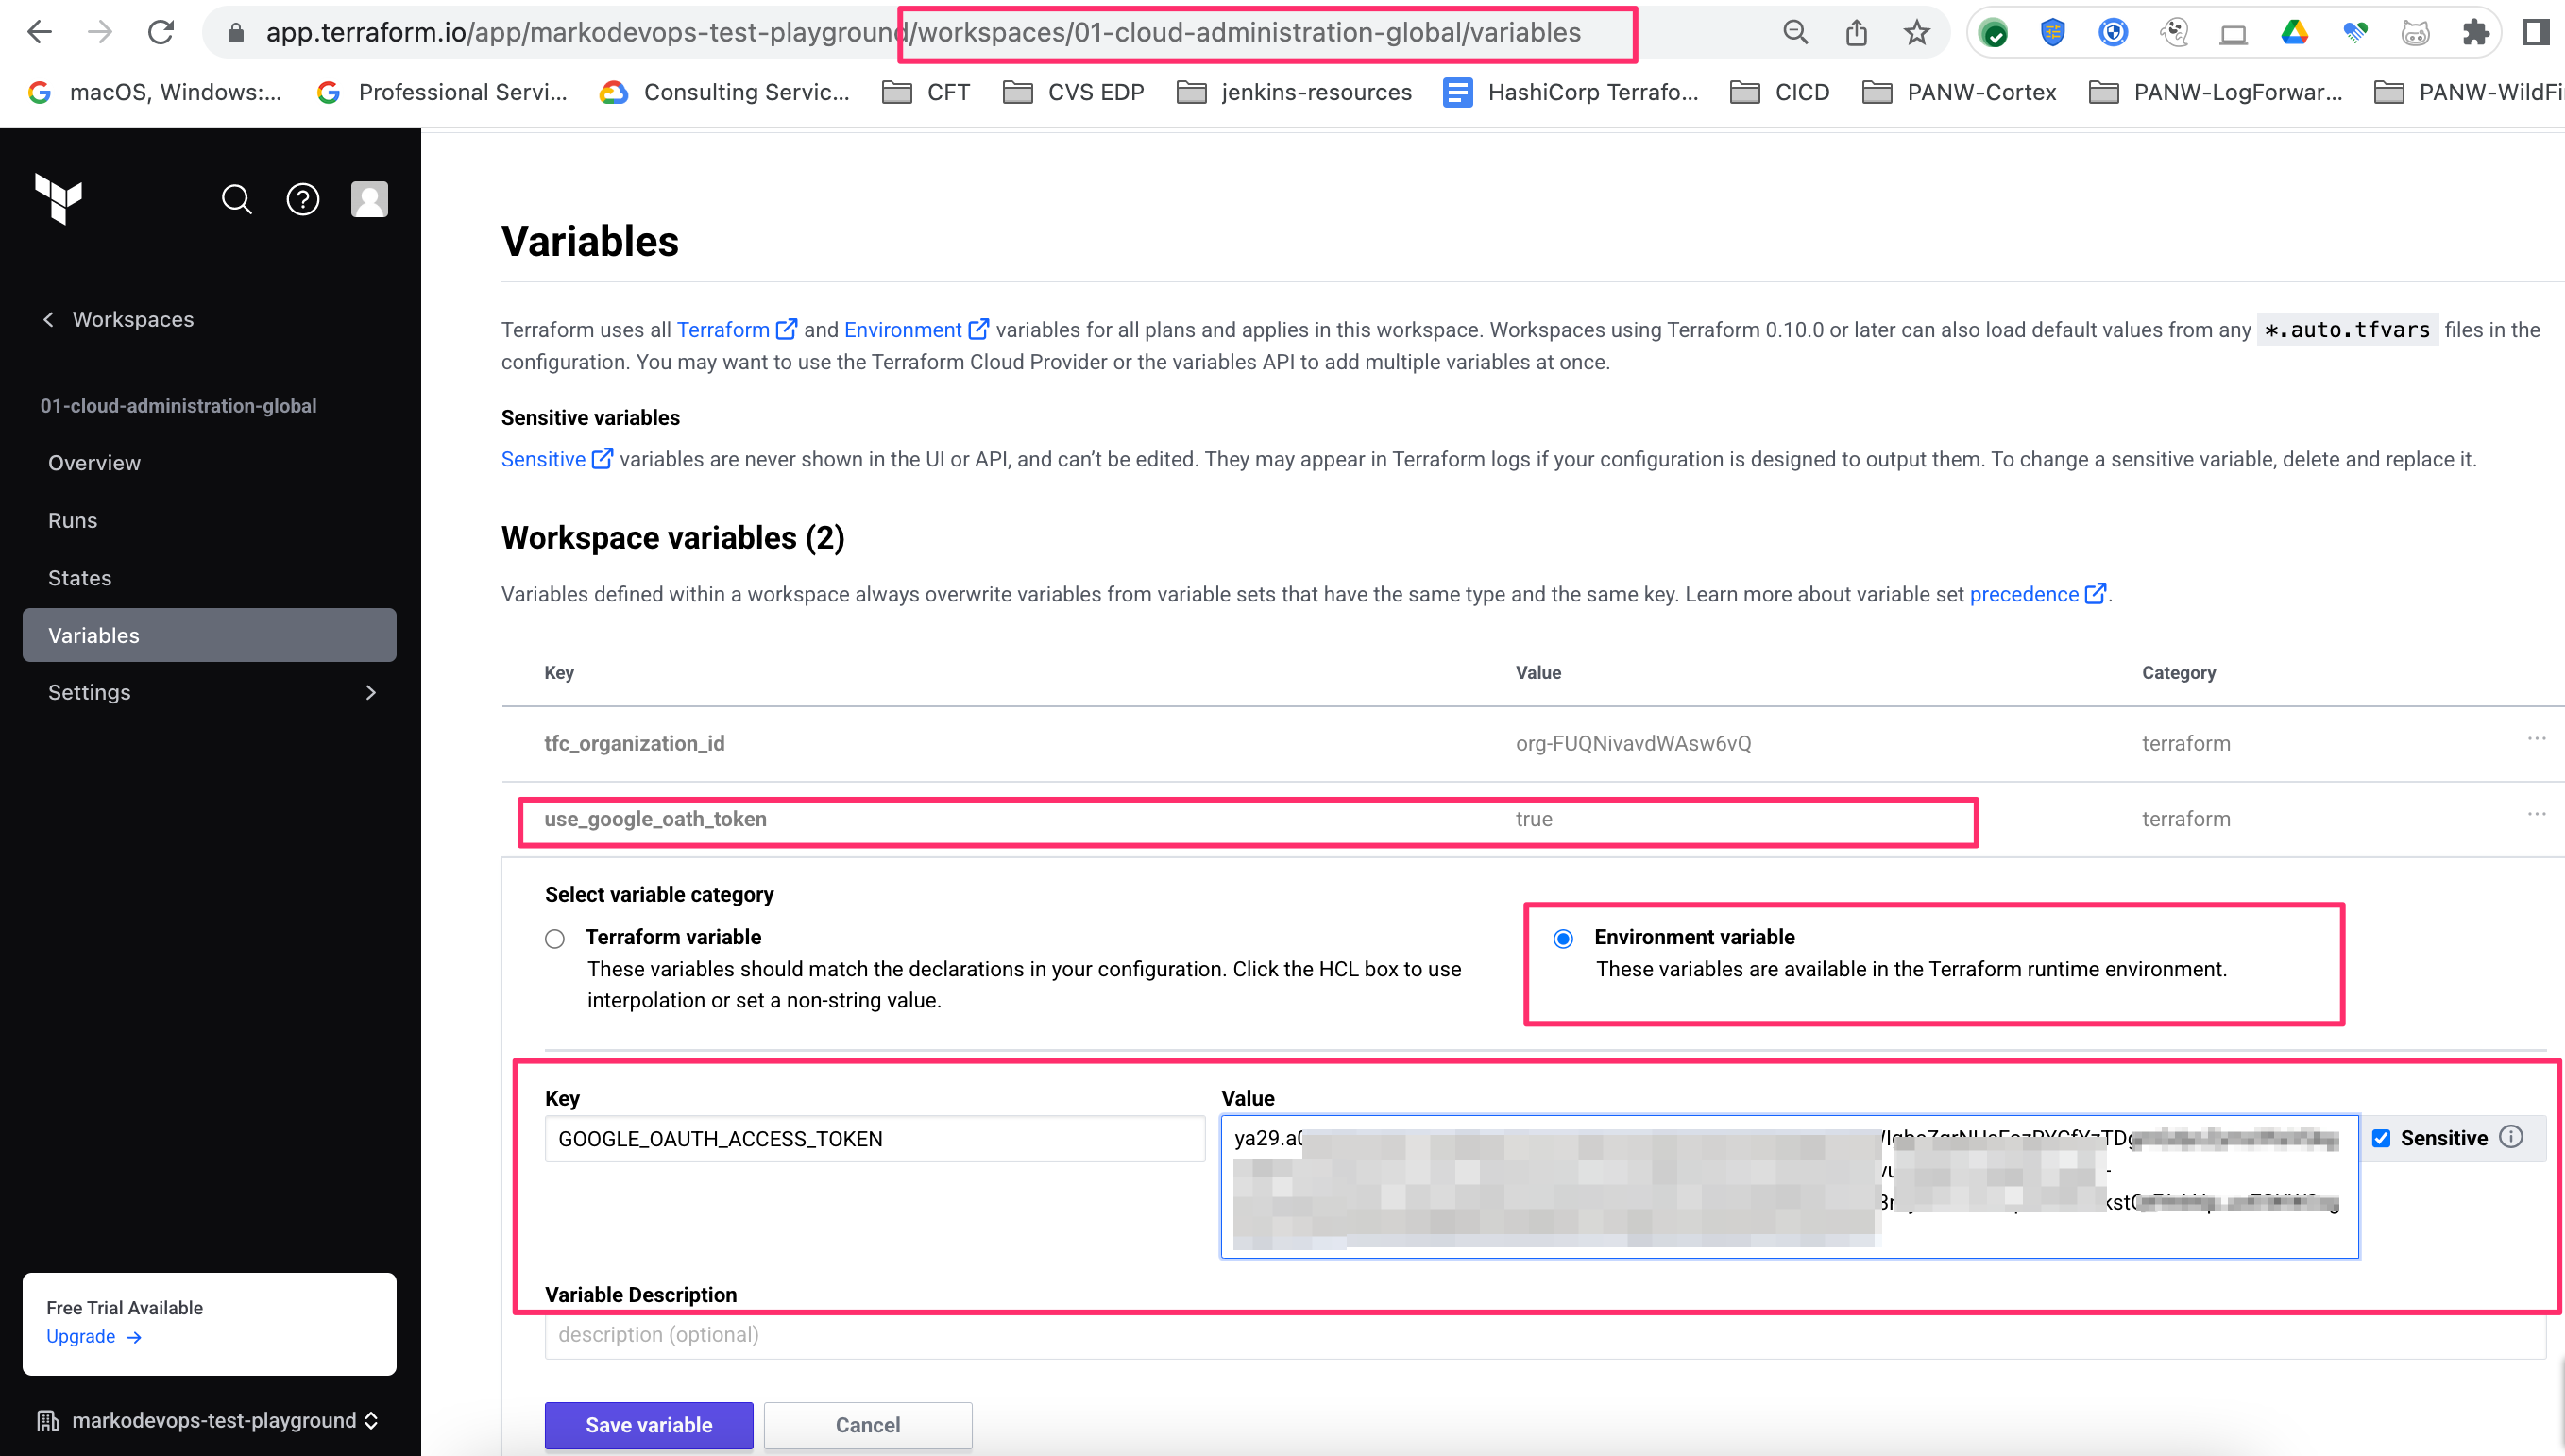 app.terraform.io/app/markodevops-test-playground/workspaces/01-cloud-administration-global/variables
macOS, Windows:...
Professional Servi...
Consulting Servic...
CFT
CVS EDP
jenkins-resources
HashiCorp Terrafo...
CICD
PANW-Cortex
PANW-LogForwar...
PANW-WildFi
Workspaces
01-cloud-administration-global
Overview
Runs
States
Variables
Settings
Free Trial Available
Upgrade →
markodevops-test-playground
Variables
Terraform uses all Terraform and Environment variables for all plans and applies in this workspace. Workspaces using Terraform 0.10.0 or later can also load default values from any *.auto.tfvars files in the
configuration. You may want to use the Terraform Cloud Provider or the variables API to add multiple variables at once.
Sensitive variables
Sensitive variables are never shown in the UI or API, and can’t be edited. They may appear in Terraform logs if your configuration is designed to output them. To change a sensitive variable, delete and replace it.
Workspace variables (2)
Variables defined within a workspace always overwrite variables from variable sets that have the same type and the same key. Learn more about variable set precedence.
Key Value Category
tfc_organization_id org-FUQNivavdWAsw6vQ terraform ...
use_google_oath_token true terraform ...
Select variable category
Terraform variable
These variables should match the declarations in your configuration. Click the HCL box to use
interpolation or set a non-string value.
Environment variable
These variables are available in the Terraform runtime environment.
Key
GOOGLE_OAUTH_ACCESS_TOKEN
Value
Sensitive
Variable Description
description (optional)
Save variable
Cancel